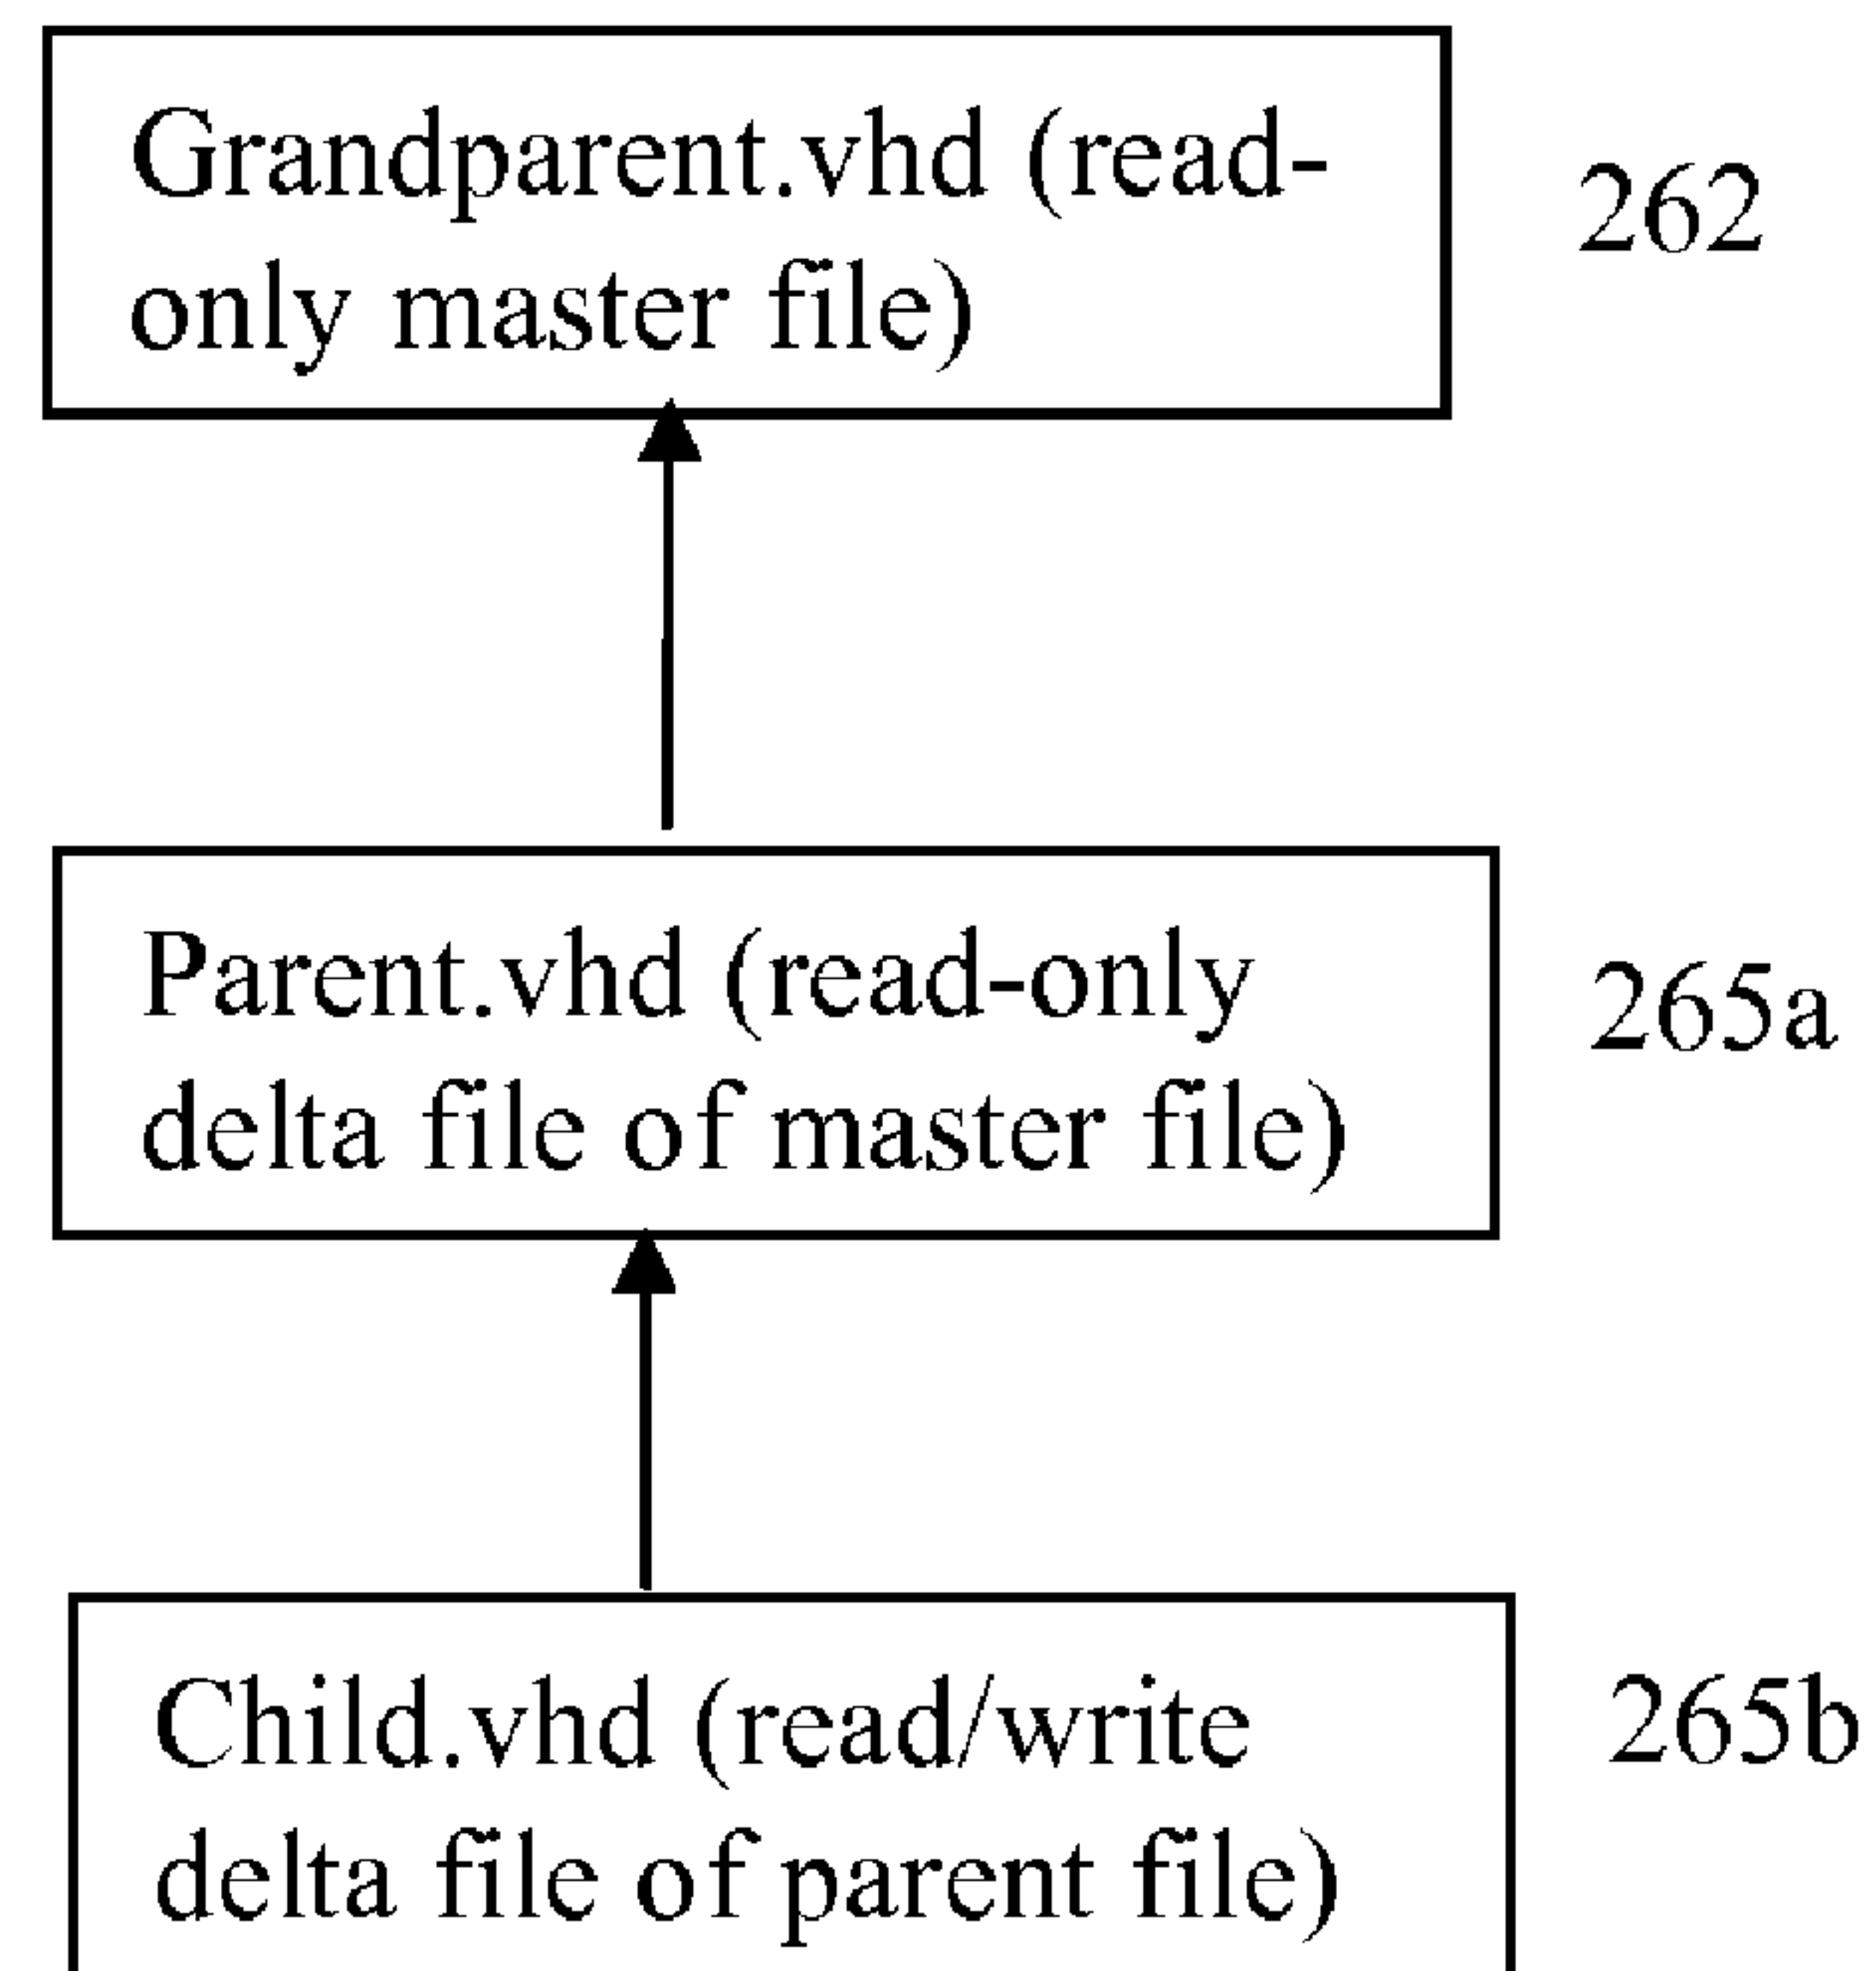 Grandparent.vhd (read-
only master file)
262
Parent.vhd (read-only
delta file of master file)
265a
Child.vhd (read/write
delta file of parent file)
265b